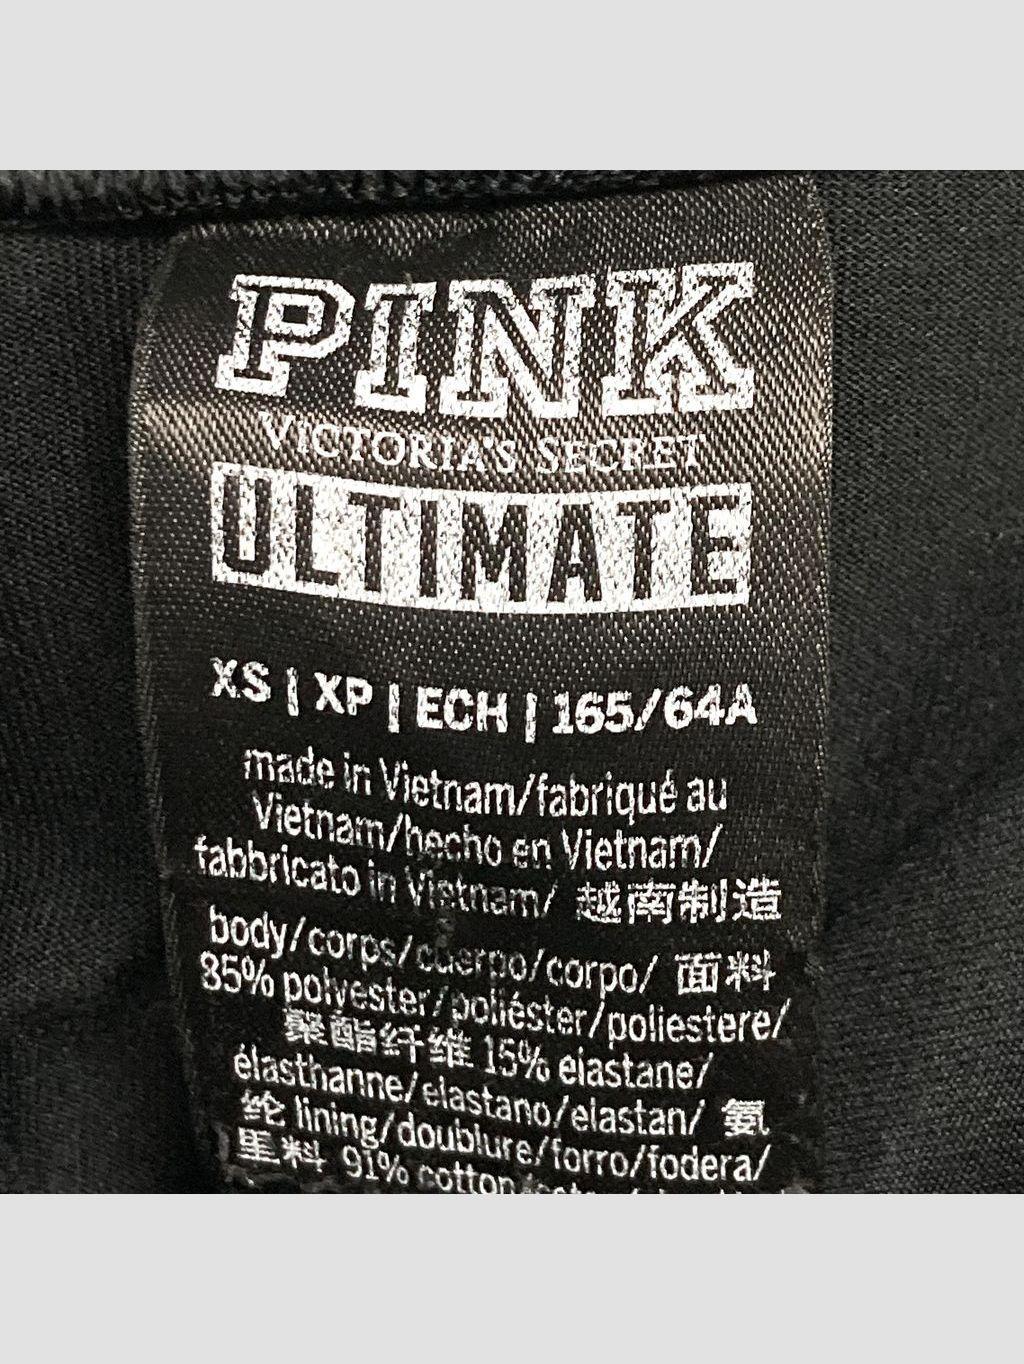 PINK
VICTORIA'S SECRET
ULTIMATE
XS | XP | ECH | 165/64A
made in Vietnam/fabriqué au
Vietnam/hecho en Vietnam/
fabbricato in Vietnam/ 越南制造
body/corps/cuerpo/corpo/ 面料
85% polyester/poliéster/poliestere/
聚酯纤维 15% elastane/
élasthanne/elastano/elastan/ 氨
纶 lining/doublure/forro/fodera/
里料 91% cotton